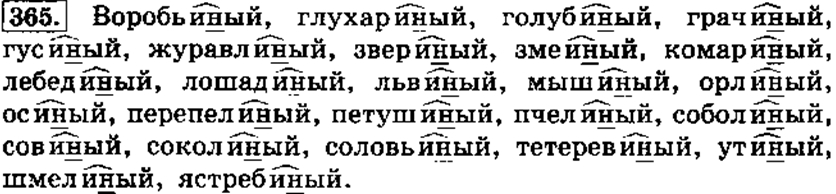 365. Воробьиный, глухариный, голубиный, грачиный,
гусиный, журавлиный, звериный, змеиный, комариный,
лебединый, лошадиный, львиный, мышиный, орлиный,
осиный, перепелиный, петушиный, пчелиный, соболиный,
совиный, соколиный, соловьиный, тетеревиный, утиный,
шмелиный, ястребиный.